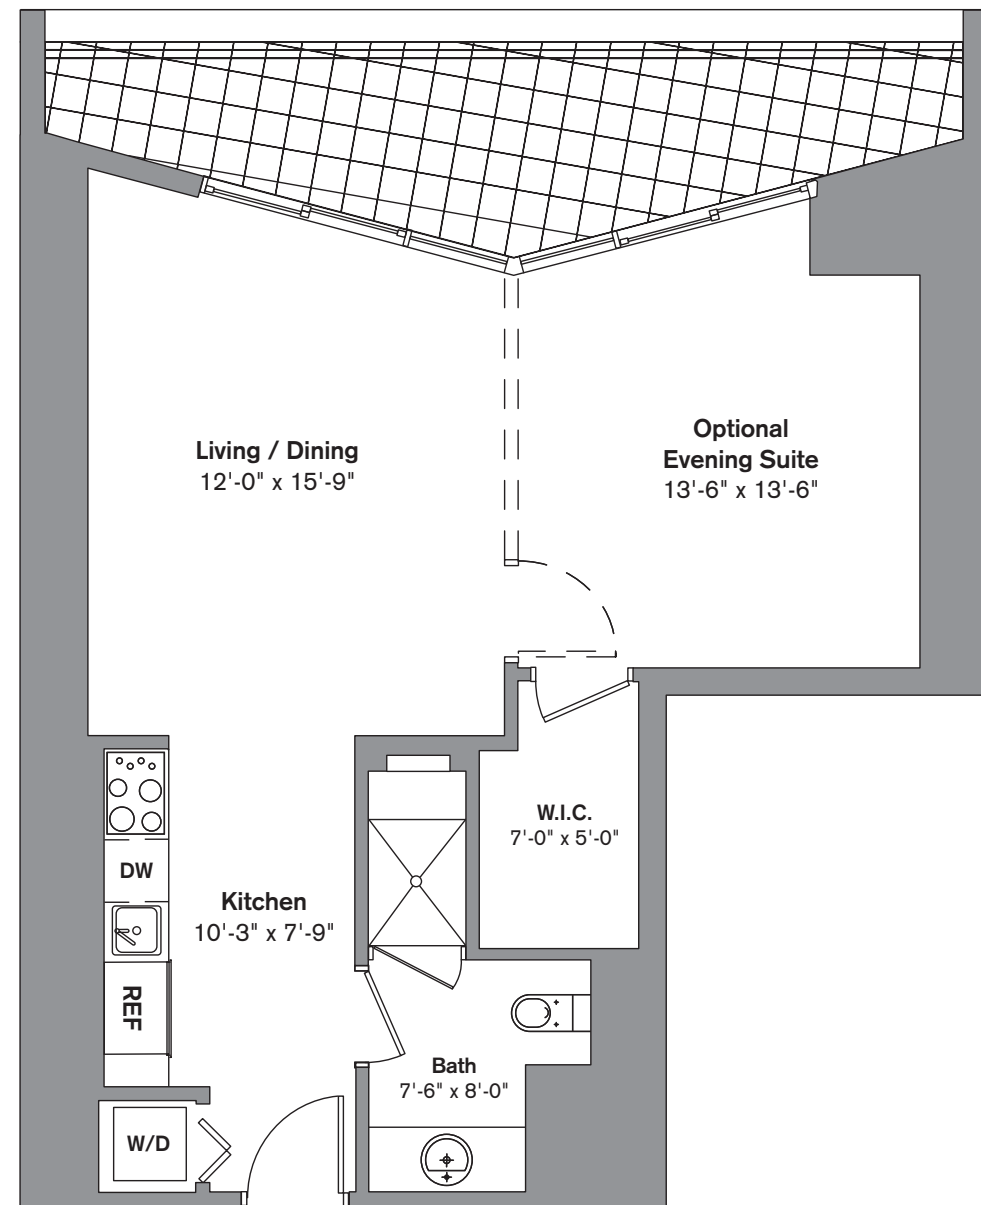 Living / Dining
12'-0" x 15'-9"
Optional
Evening Suite
13'-6" x 13'-6"
W.I.C.
7'-0" x 5'-0"
DW
Kitchen
10'-3" x 7'-9"
REF
Bath
7'-6" x 8'-0"
W/D